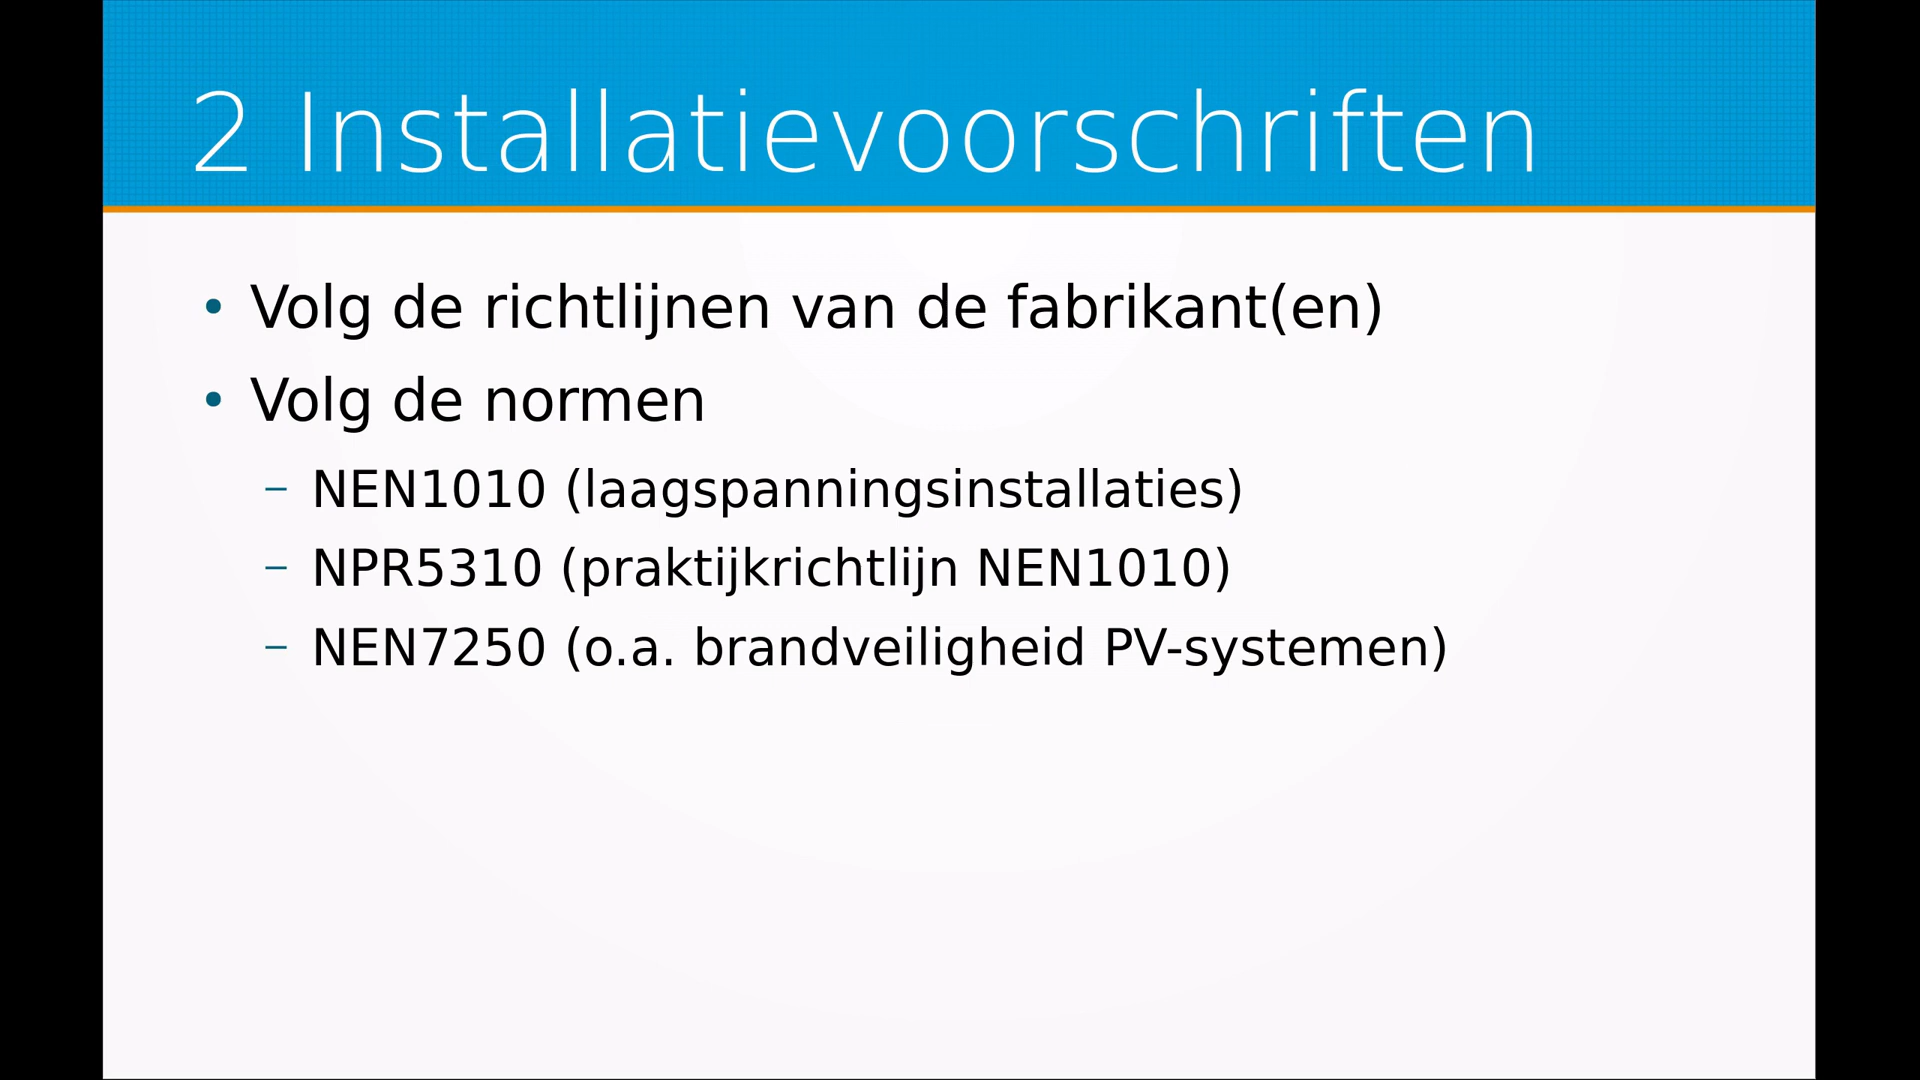 2 Installatievoorschriften
• Volg de richtlijnen van de fabrikant(en)
• Volg de normen
– NEN1010 (laagspanningsinstallaties)
– NPR5310 (praktijkrichtlijn NEN1010)
– NEN7250 (o.a. brandveiligheid PV-systemen)